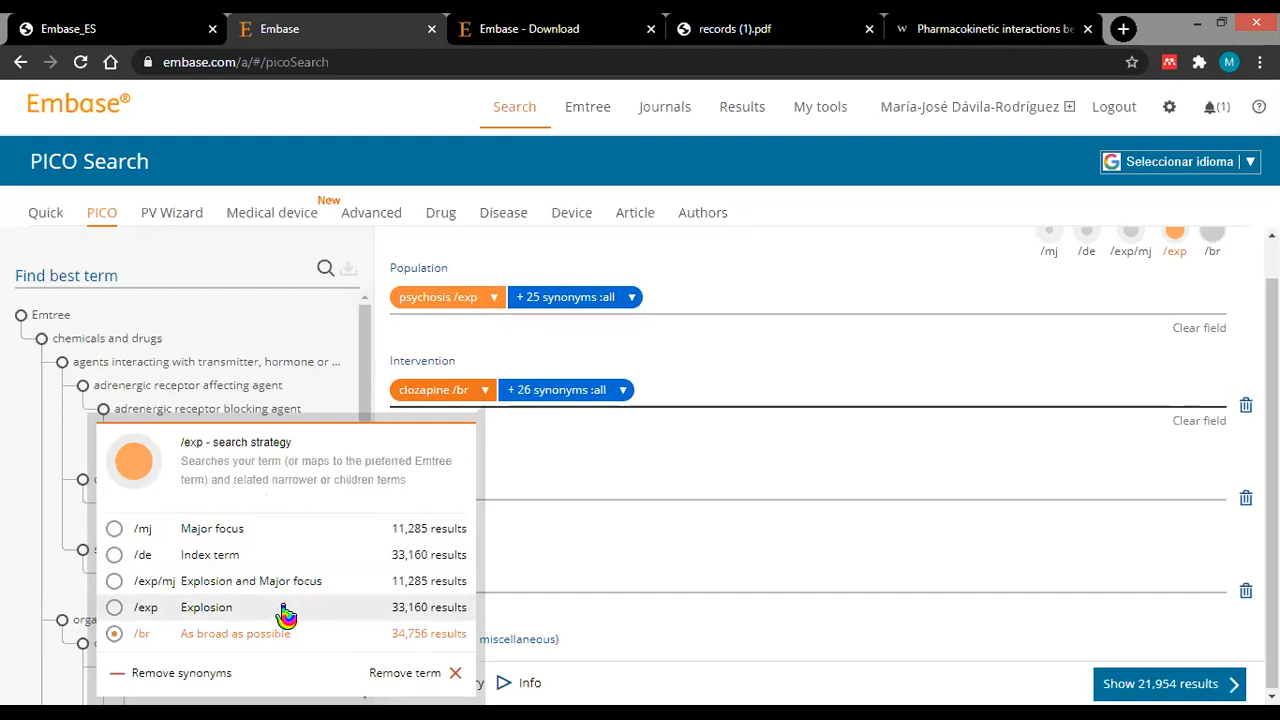 Embase_ES
Embase
Embase - Download
records (1).pdf
Pharmacokinetic interactions be
embase.com/a/#/picoSearch
M
Embase®
Search
Emtree
Journals
Results
My tools
María-José Dávila-Rodríguez
Logout
(1)
PICO Search
Seleccionar idioma
Quick
PICO
PV Wizard
Medical device
New
Advanced
Drug
Disease
Device
Article
Authors
Find best term
/mj
/de
/exp/mj
/exp
/br
Emtree
chemicals and drugs
agents interacting with transmitter, hormone or ...
adrenergic receptor affecting agent
adrenergic receptor blocking agent
Population
psychosis /exp
+ 25 synonyms :all
Clear field
Intervention
clozapine /br
+ 26 synonyms :all
Clear field
/exp - search strategy
Searches your term (or maps to the preferred Emtree
term) and related narrower or children terms
/mj Major focus 11,285 results
/de Index term 33,160 results
/exp/mj Explosion and Major focus 11,285 results
/exp Explosion 33,160 results
/br As broad as possible 34,756 results
Remove synonyms
Remove term
orga
miscellaneous)
Info
Show 21,954 results